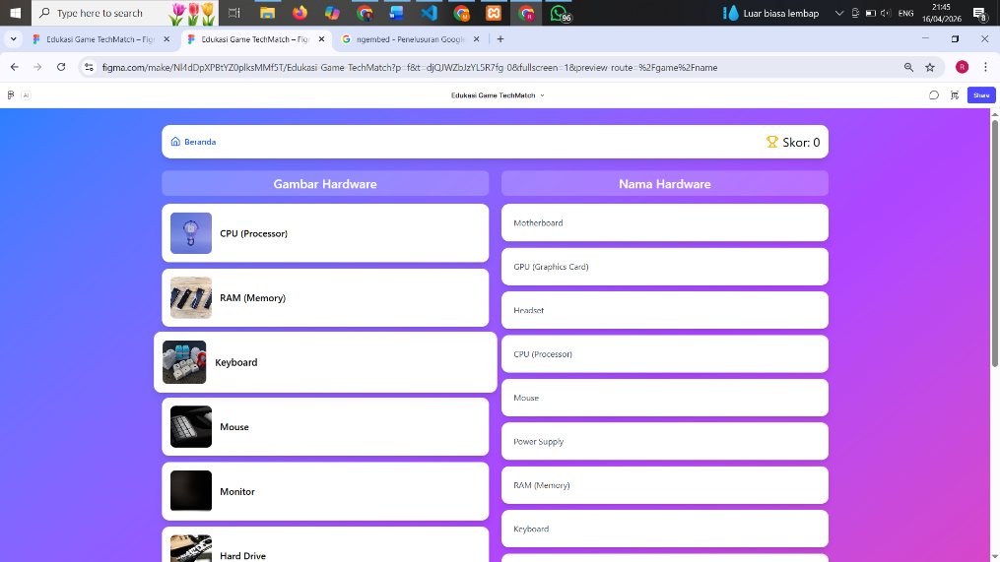 Type here to search
96
Luar biasa lembap
ENG
21:45
16/04/2026
8
Edukasi Game TechMatch – Fig
Edukasi Game TechMatch – Fig
ngembed - Penelusuran Google
figma.com/make/Nl4dDpXPBtYZ0plksMMf5T/Edukasi-Game-TechMatch?p=f&t=djQJWZbJzYL5R7fg-0&fullscreen=1&preview-route=%2Fgame%2Fname
R
AI
Edukasi Game TechMatch
Share
Beranda
Skor: 0
Gambar Hardware
Nama Hardware
CPU (Processor)
RAM (Memory)
Keyboard
Mouse
Monitor
Hard Drive
Motherboard
GPU (Graphics Card)
Headset
CPU (Processor)
Mouse
Power Supply
RAM (Memory)
Keyboard